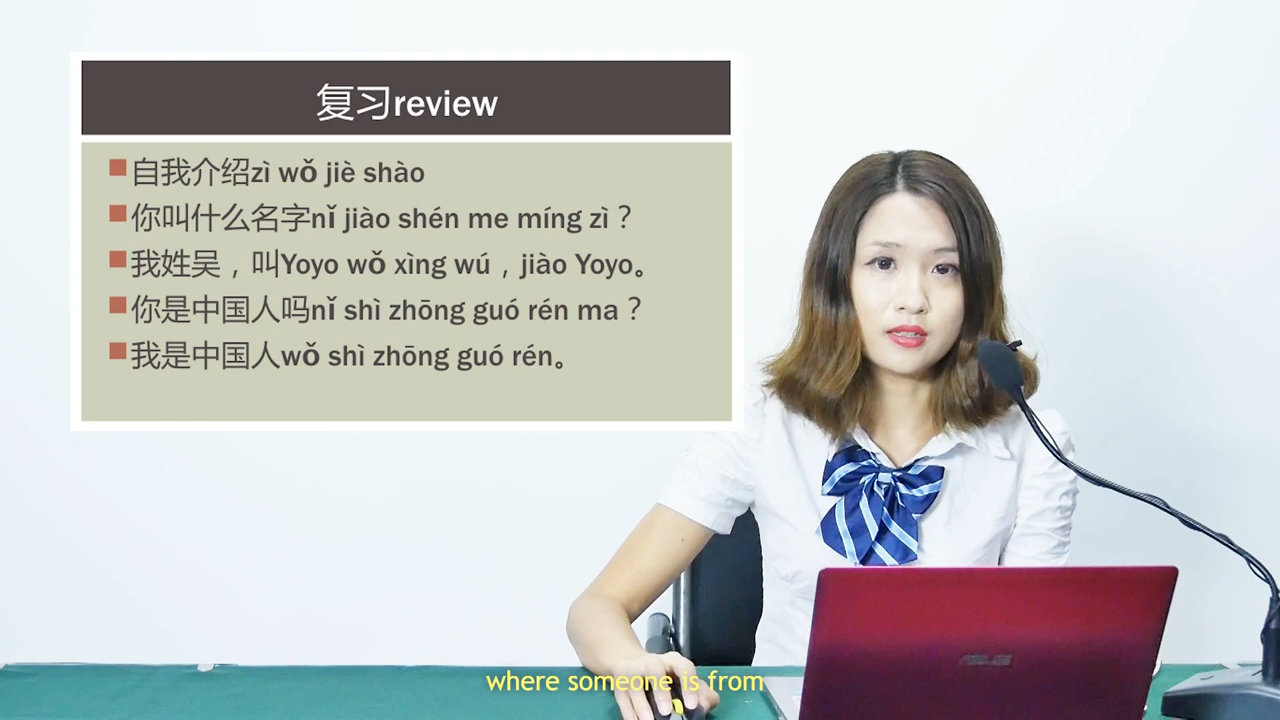 复习review
自我介绍zì wǒ jiè shào
你叫什么名字nǐ jiào shén me míng zì？
我姓吴，叫Yoyo wǒ xìng wú，jiào Yoyo。
你是中国人吗nǐ shì zhōng guó rén ma？
我是中国人wǒ shì zhōng guó rén。
ASUS
where someone is from